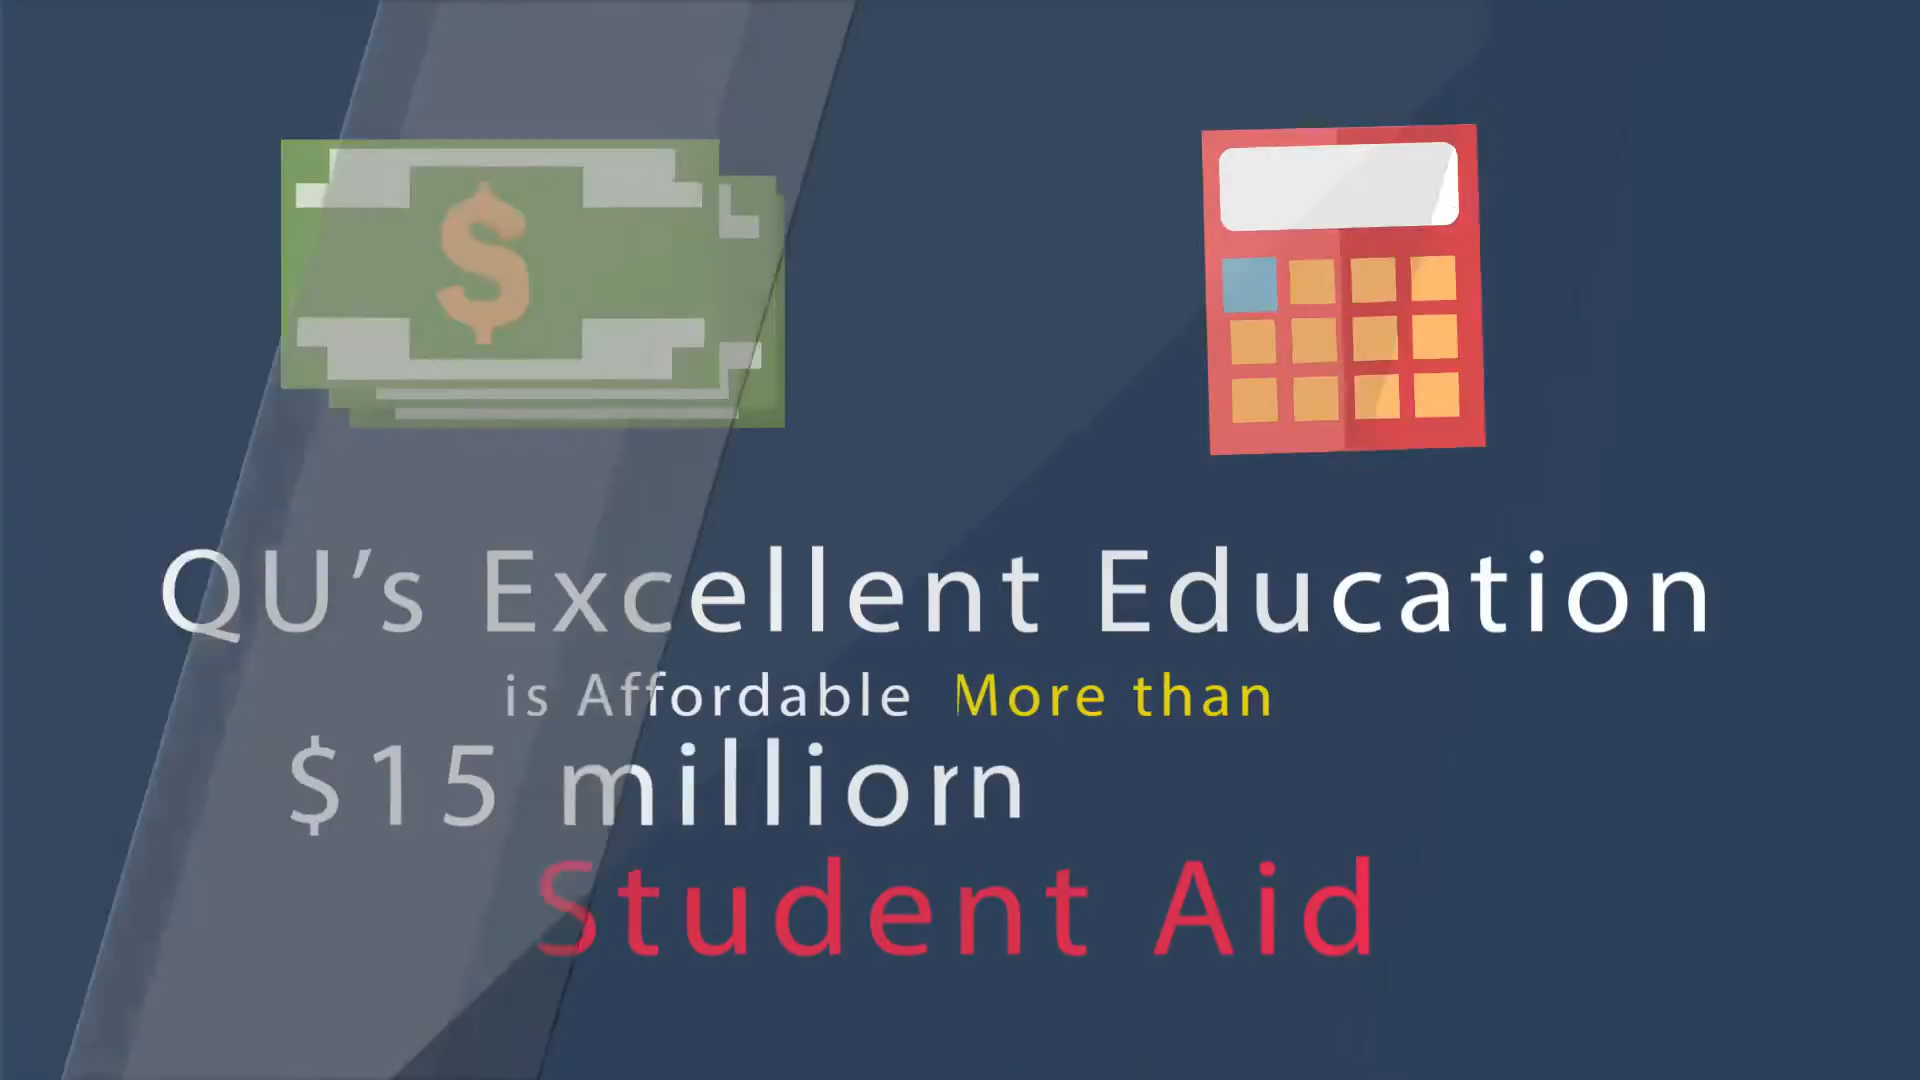 $
QU’s Excellent Education
is Affordable More than
$15 milliorn
Student Aid